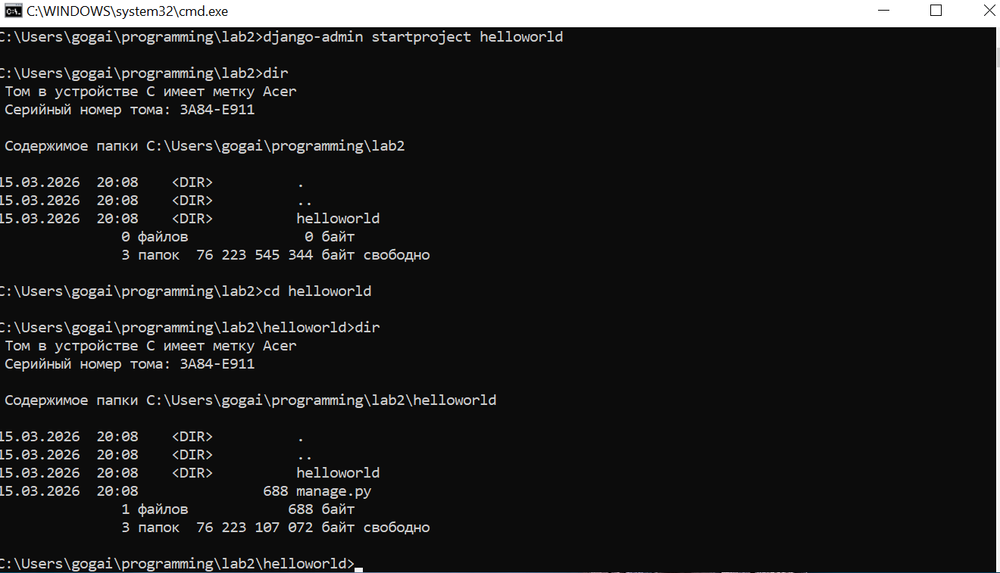 C:\WINDOWS\system32\cmd.exe
C:\Users\gogai\programming\lab2>django-admin startproject helloworld
C:\Users\gogai\programming\lab2>dir
Том в устройстве C имеет метку Acer
Серийный номер тома: 3A84-E911
Содержимое папки C:\Users\gogai\programming\lab2
15.03.2026  20:08    <DIR>          .
15.03.2026  20:08    <DIR>          ..
15.03.2026  20:08    <DIR>          helloworld
0 файлов              0 байт
3 папок  76 223 545 344 байт свободно
C:\Users\gogai\programming\lab2>cd helloworld
C:\Users\gogai\programming\lab2\helloworld>dir
Том в устройстве C имеет метку Acer
Серийный номер тома: 3A84-E911
Содержимое папки C:\Users\gogai\programming\lab2\helloworld
15.03.2026  20:08    <DIR>          .
15.03.2026  20:08    <DIR>          ..
15.03.2026  20:08    <DIR>          helloworld
15.03.2026  20:08               688 manage.py
1 файлов            688 байт
3 папок  76 223 107 072 байт свободно
C:\Users\gogai\programming\lab2\helloworld>